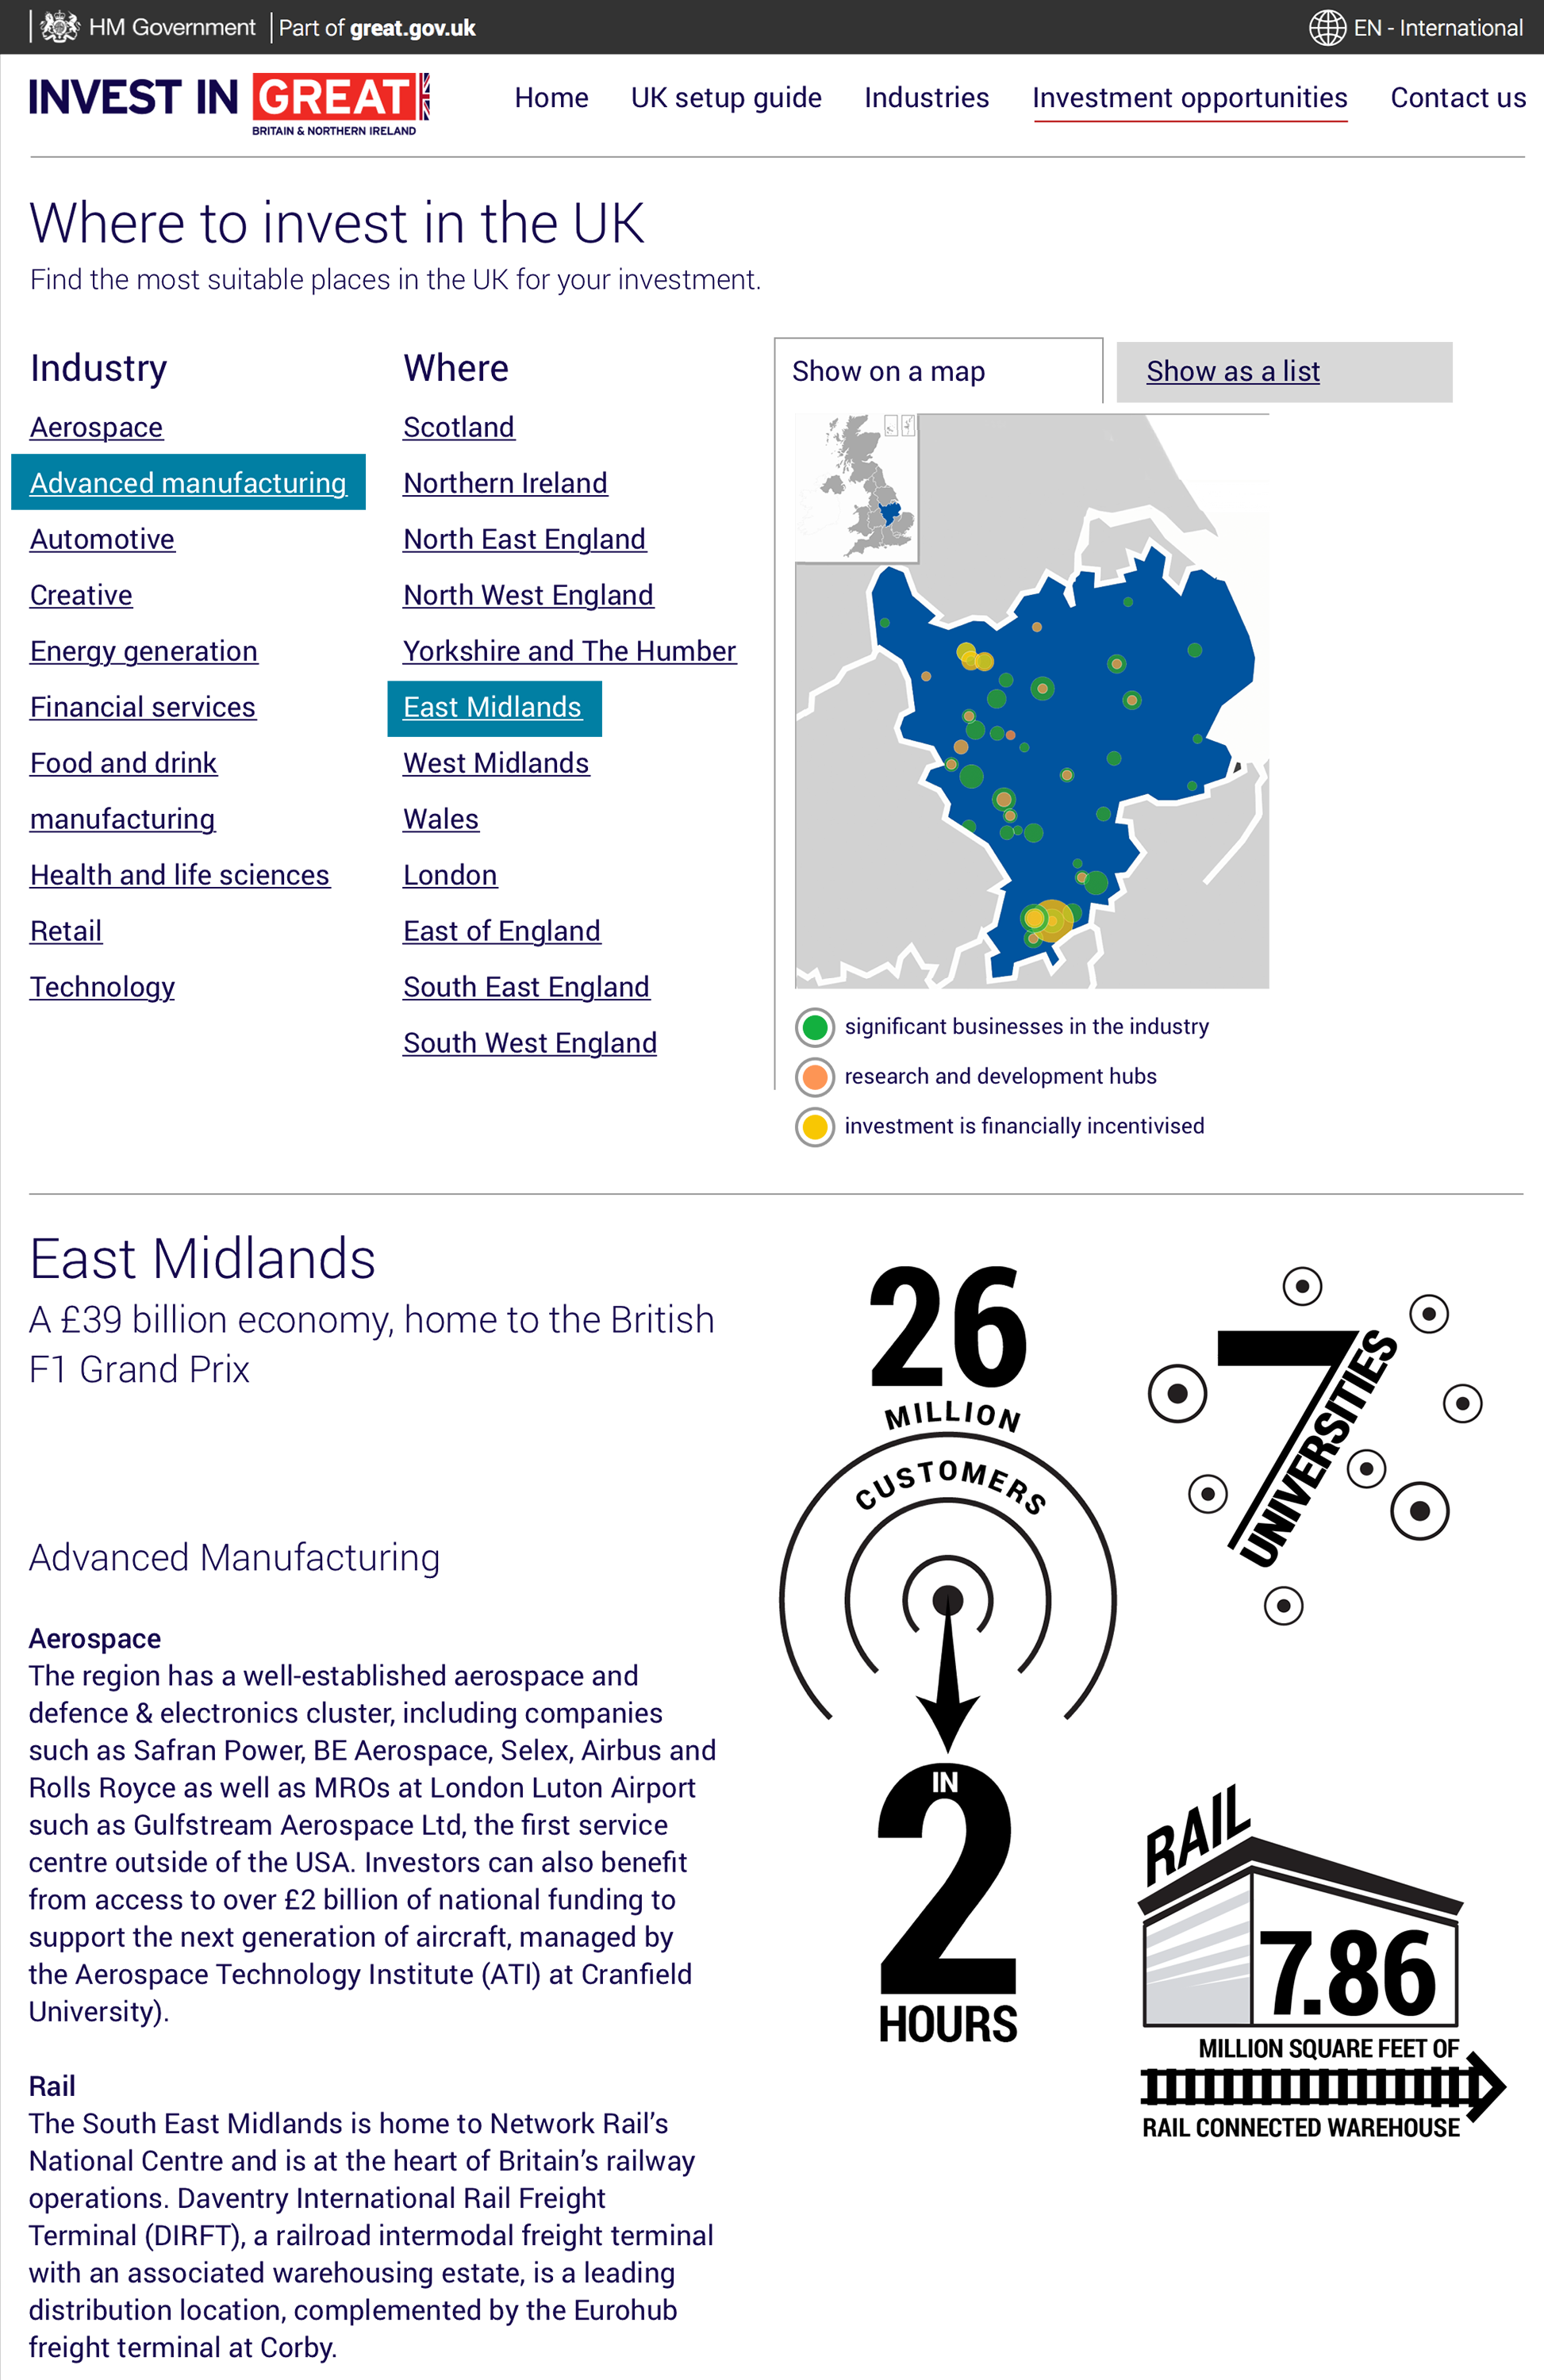 HM Government
Part of great.gov.uk
EN - International
INVEST IN GREAT
BRITAIN & NORTHERN IRELAND
Home
UK setup guide
Industries
Investment opportunities
Contact us
Where to invest in the UK
Find the most suitable places in the UK for your investment.
Industry
Aerospace
Advanced manufacturing
Automotive
Creative
Energy generation
Financial services
Food and drink
manufacturing
Health and life sciences
Retail
Technology
Where
Scotland
Northern Ireland
North East England
North West England
Yorkshire and The Humber
East Midlands
West Midlands
Wales
London
East of England
South East England
South West England
Show on a map
Show as a list
significant businesses in the industry
research and development hubs
investment is financially incentivised
East Midlands
A £39 billion economy, home to the British
F1 Grand Prix
Advanced Manufacturing
Aerospace
The region has a well-established aerospace and
defence & electronics cluster, including companies
such as Safran Power, BE Aerospace, Selex, Airbus and
Rolls Royce as well as MROs at London Luton Airport
such as Gulfstream Aerospace Ltd, the first service
centre outside of the USA. Investors can also benefit
from access to over £2 billion of national funding to
support the next generation of aircraft, managed by
the Aerospace Technology Institute (ATI) at Cranfield
University).
Rail
The South East Midlands is home to Network Rail’s
National Centre and is at the heart of Britain’s railway
operations. Daventry International Rail Freight
Terminal (DIRFT), a railroad intermodal freight terminal
with an associated warehousing estate, is a leading
distribution location, complemented by the Eurohub
freight terminal at Corby.
26
MILLION
CUSTOMERS
IN
2
HOURS
7
UNIVERSITIES
RAIL
7.86
MILLION SQUARE FEET OF
RAIL CONNECTED WAREHOUSE